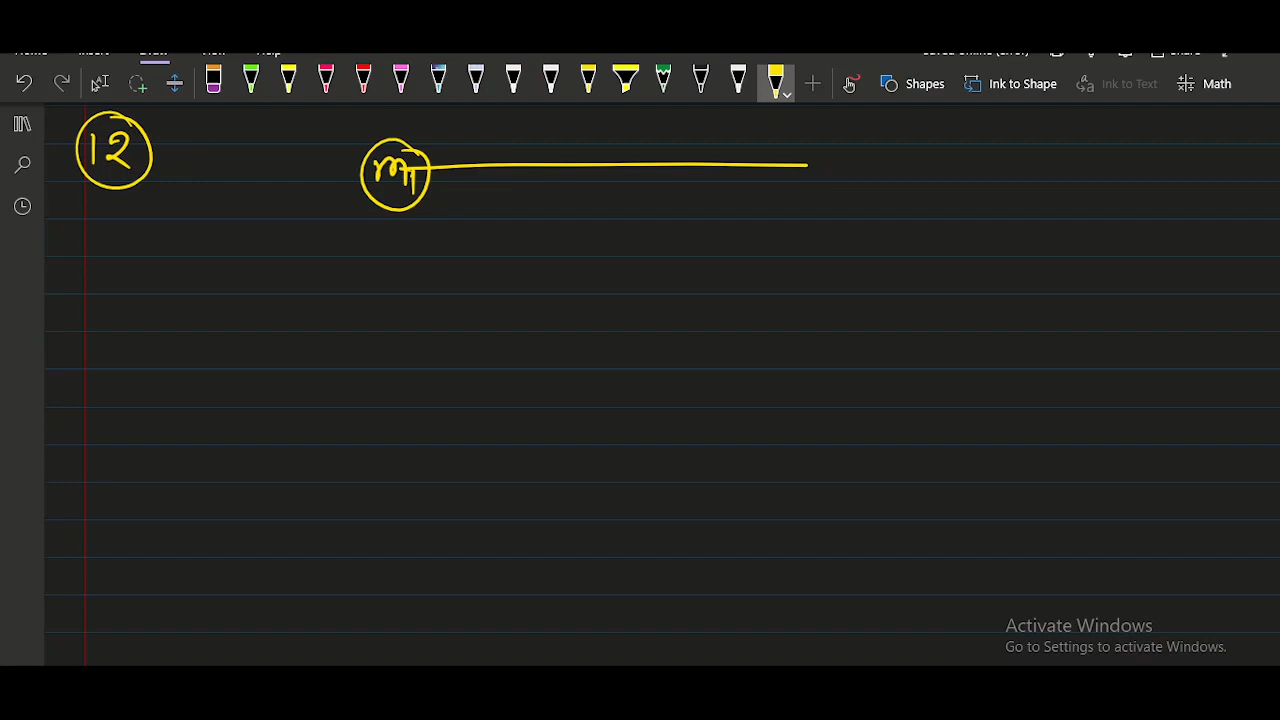 Ink to Shape
Ink to Text
Shapes
Math
12
m1
Activate Windows
Go to Settings to activate Windows.